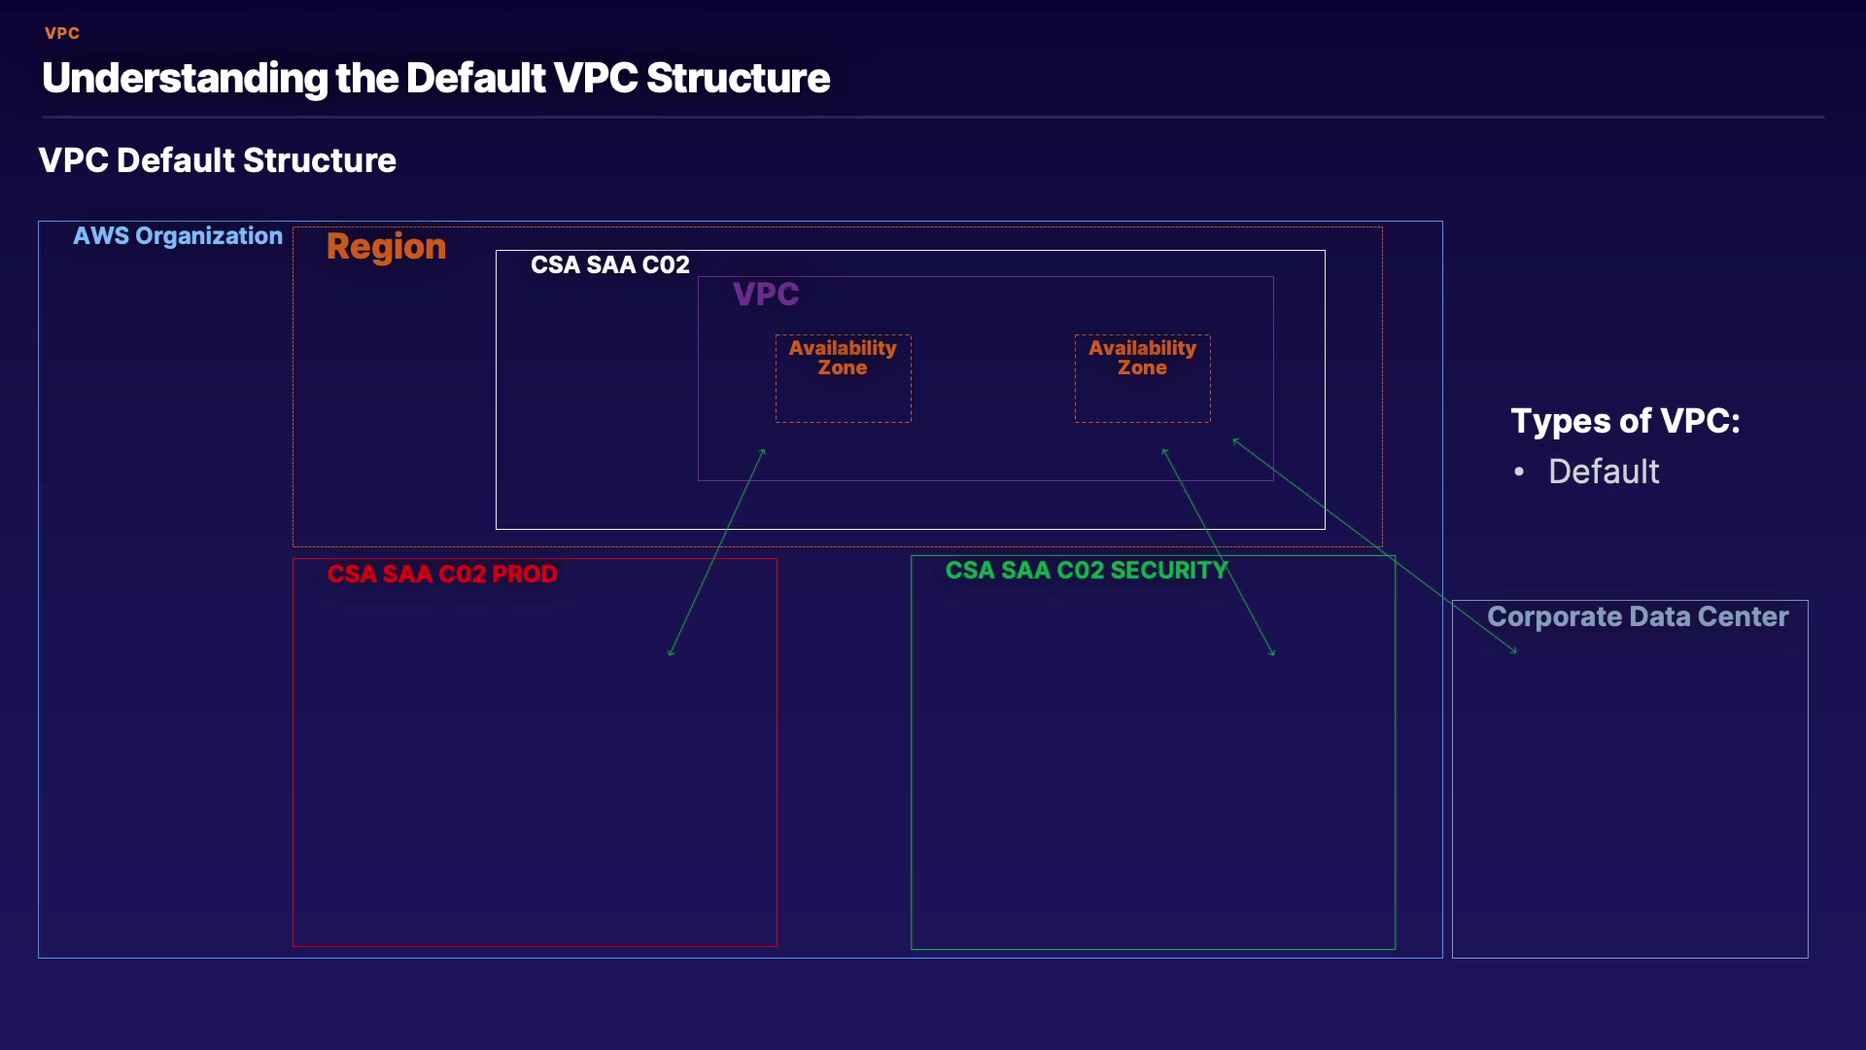 VPC
Understanding the Default VPC Structure
VPC Default Structure
AWS Organization
Region
CSA SAA C02
VPC
Availability
Zone
Availability
Zone
Types of VPC:
• Default
CSA SAA C02 PROD
CSA SAA C02 SECURITY
Corporate Data Center